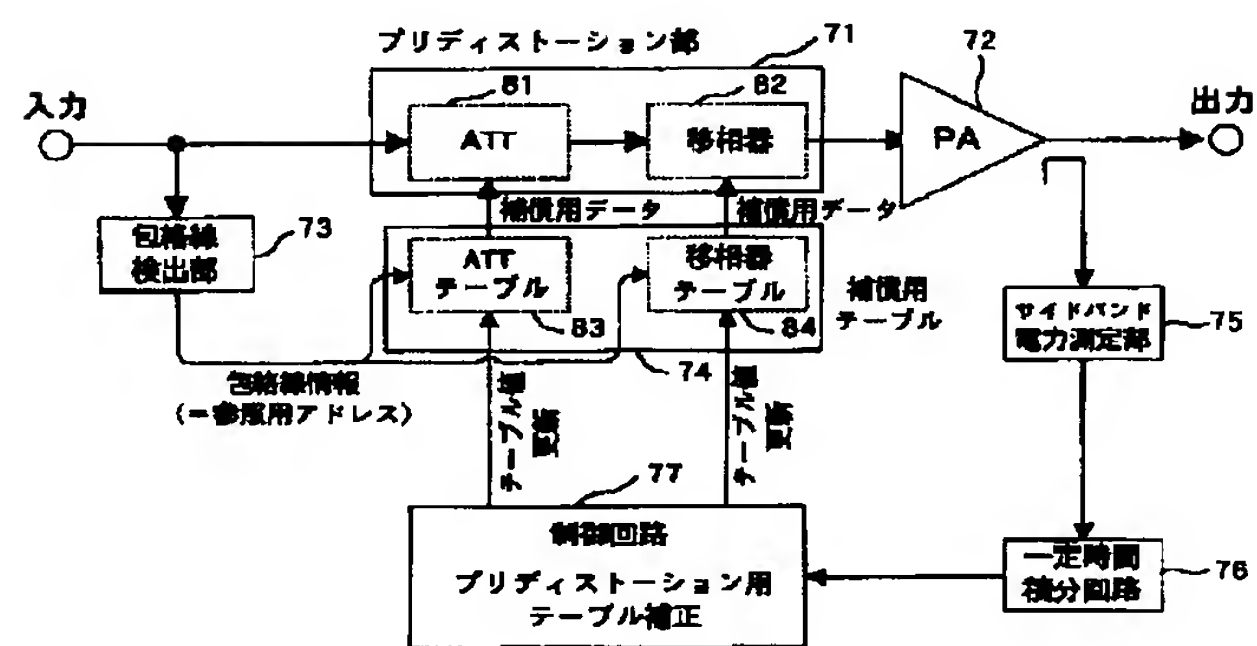 プリディストーション部
71
72
入力
81
82
出力
ATT
移相器
PA
補償用データ
補償用データ
包絡線
検出部
73
ATT
テーブル
移相器
テーブル
補償用
テーブル
83
84
サイドバンド
電力測定部
75
74
包絡線情報
(=参照用アドレス)
テーブル値
更新
テーブル値
更新
77
制御回路
プリディストーション用
テーブル補正
一定時間
積分回路
76